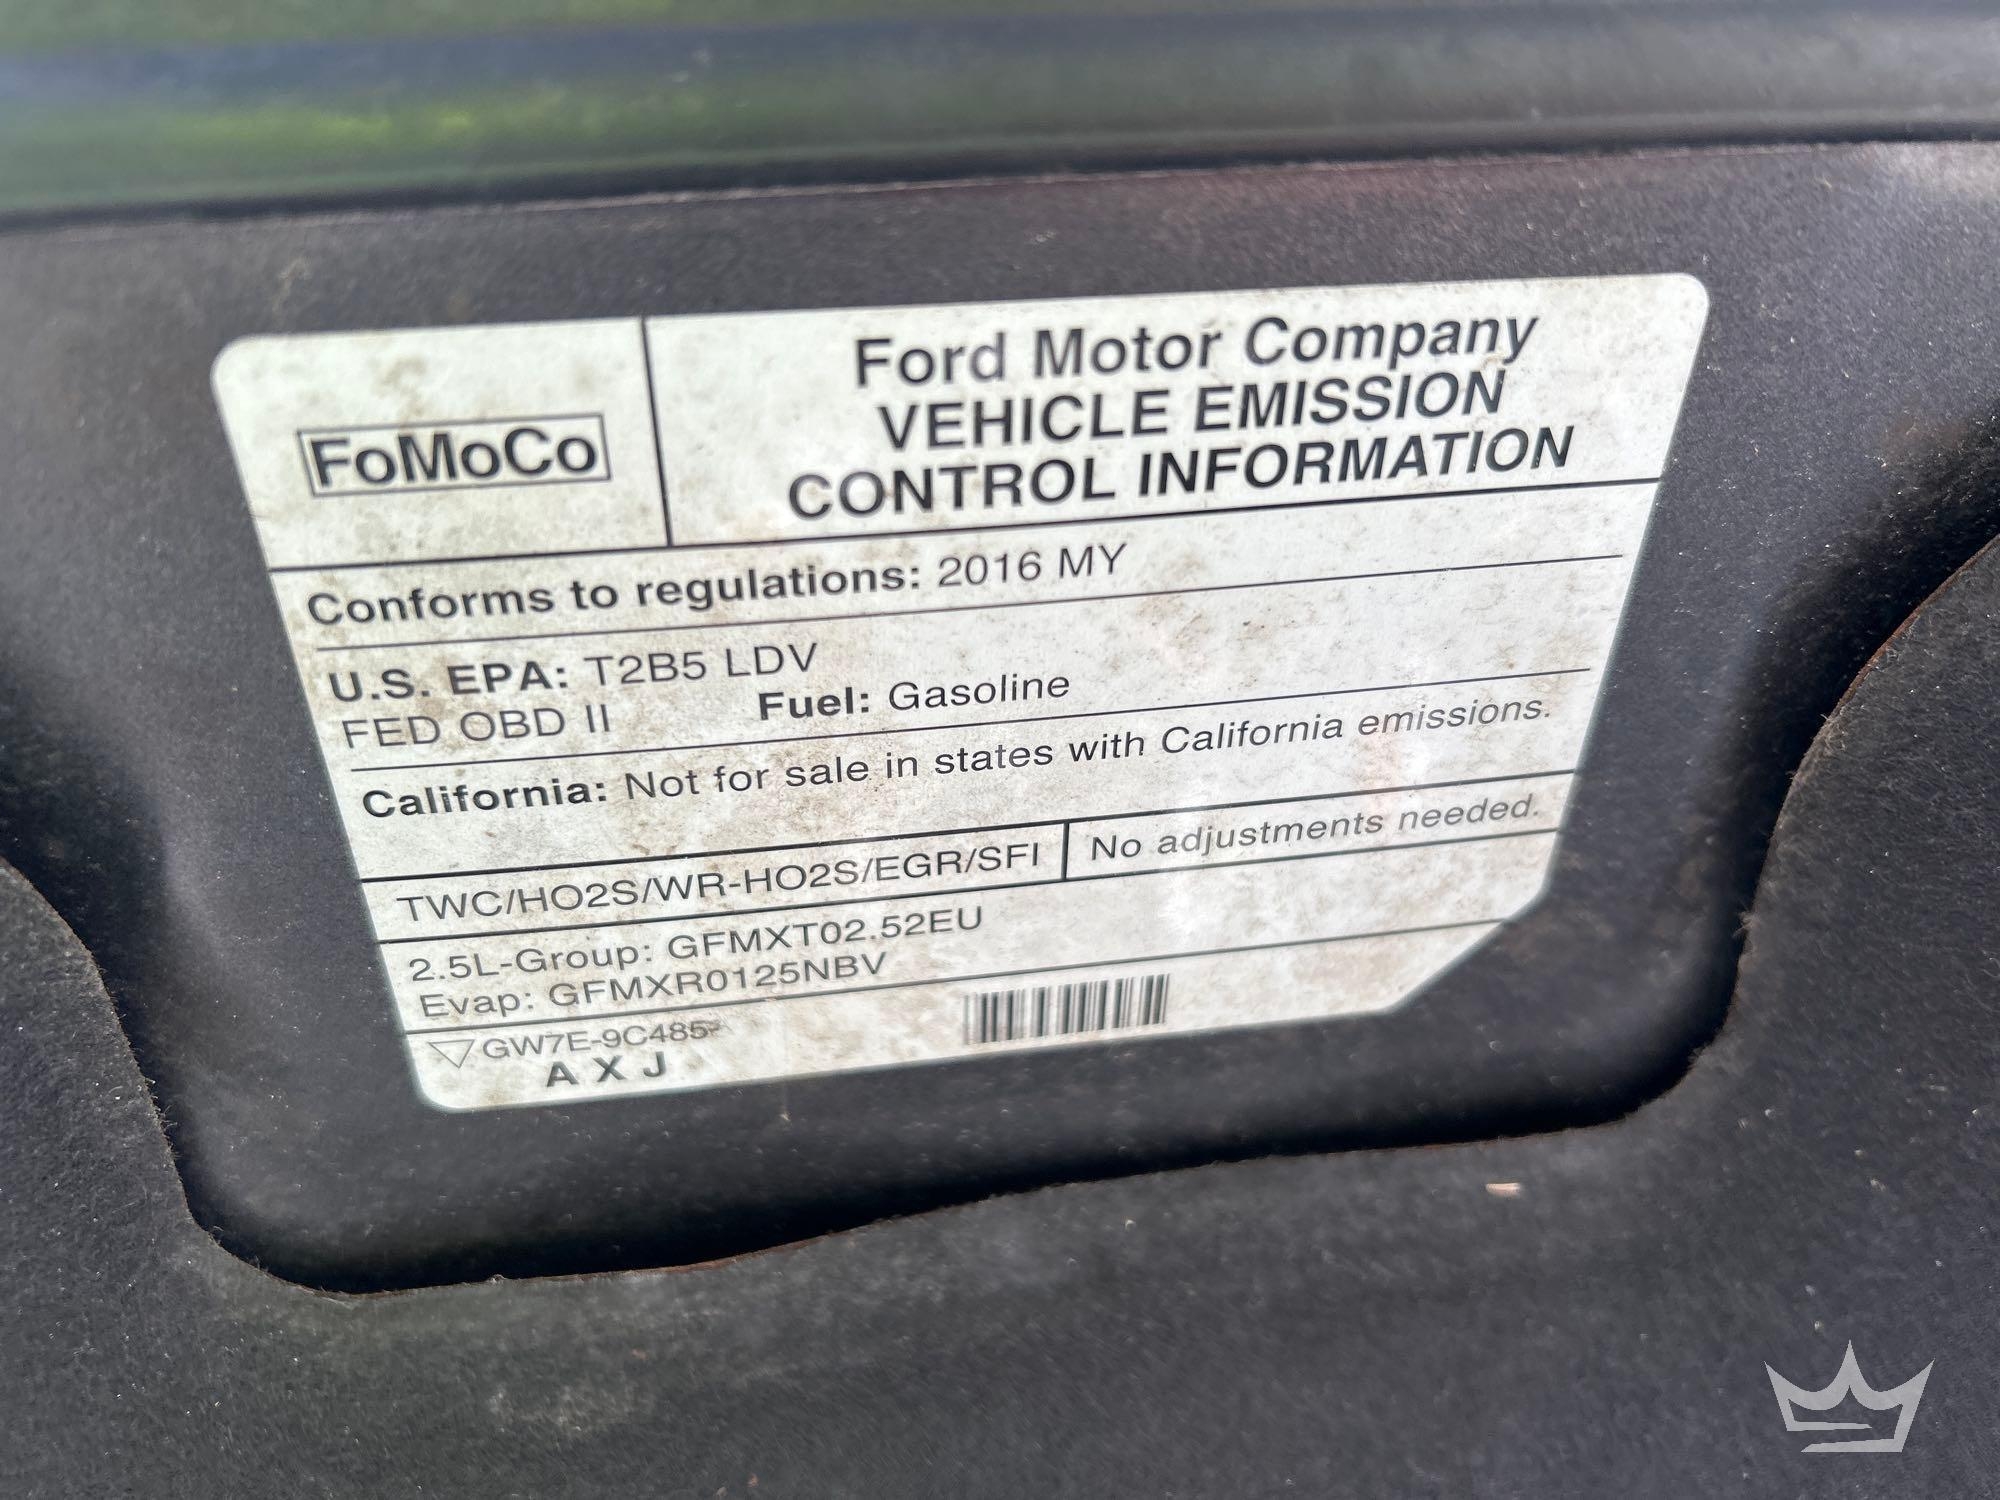 FoMoCo
Ford Motor Company
VEHICLE EMISSION
CONTROL INFORMATION
Conforms to regulations: 2016 MY
U.S. EPA: T2B5 LDV
FED OBD II Fuel: Gasoline
California: Not for sale in states with California emissions.
TWC/HO2S/WR-HO2S/EGR/SFI
No adjustments needed.
2.5L-Group: GFMXT02.52EU
Evap: GFMXR0125NBV
A X J